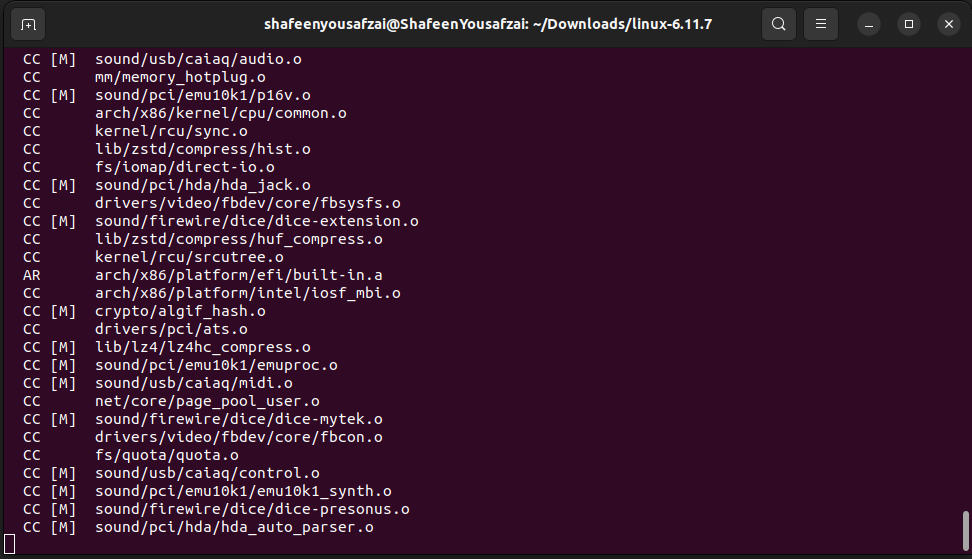 shafeenyousafzai@ShafeenYousafzai: ~/Downloads/linux-6.11.7
CC [M]  sound/usb/caiaq/audio.o
CC      mm/memory_hotplug.o
CC [M]  sound/pci/emu10k1/p16v.o
CC      arch/x86/kernel/cpu/common.o
CC      kernel/rcu/sync.o
CC      lib/zstd/compress/hist.o
CC      fs/iomap/direct-io.o
CC [M]  sound/pci/hda/hda_jack.o
CC      drivers/video/fbdev/core/fbsysfs.o
CC [M]  sound/firewire/dice/dice-extension.o
CC      lib/zstd/compress/huf_compress.o
CC      kernel/rcu/srcutree.o
AR      arch/x86/platform/efi/built-in.a
CC      arch/x86/platform/intel/iosf_mbi.o
CC [M]  crypto/algif_hash.o
CC      drivers/pci/ats.o
CC [M]  lib/lz4/lz4hc_compress.o
CC [M]  sound/pci/emu10k1/emuproc.o
CC [M]  sound/usb/caiaq/midi.o
CC      net/core/page_pool_user.o
CC [M]  sound/firewire/dice/dice-mytek.o
CC      drivers/video/fbdev/core/fbcon.o
CC      fs/quota/quota.o
CC [M]  sound/usb/caiaq/control.o
CC [M]  sound/pci/emu10k1/emu10k1_synth.o
CC [M]  sound/firewire/dice/dice-presonus.o
CC [M]  sound/pci/hda/hda_auto_parser.o